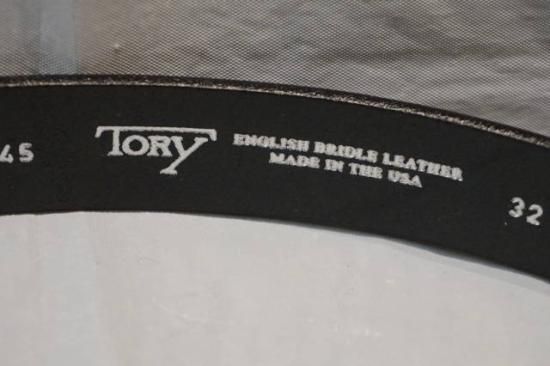 45
TORY
ENGLISH BRIDLE LEATHER
MADE IN THE USA
32